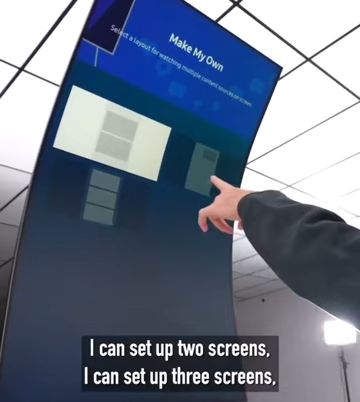 Make My Own
Select a layout for watching multiple content sources on screen
I can set up two screens,
I can set up three screens,